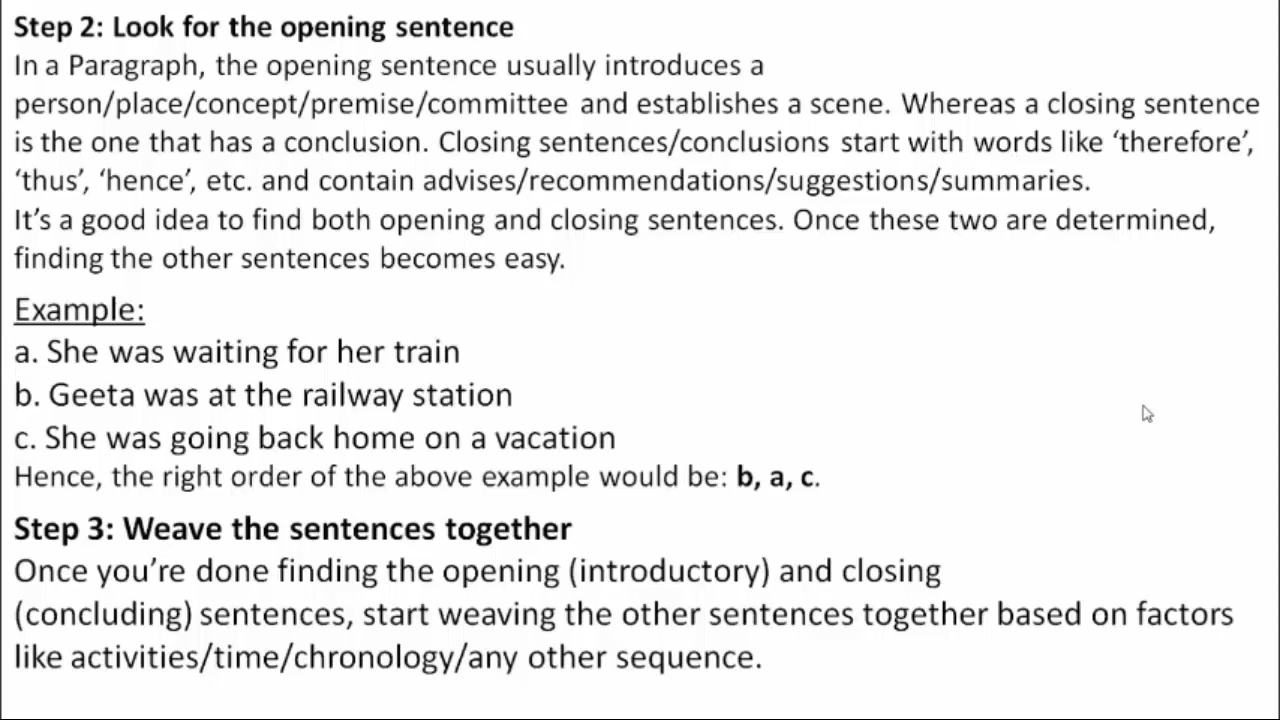 Step 2: Look for the opening sentence
In a Paragraph, the opening sentence usually introduces a
person/place/concept/premise/committee and establishes a scene. Whereas a closing sentence
is the one that has a conclusion. Closing sentences/conclusions start with words like ‘therefore’,
‘thus’, ‘hence’, etc. and contain advises/recommendations/suggestions/summaries.
It’s a good idea to find both opening and closing sentences. Once these two are determined,
finding the other sentences becomes easy.
Example:
a. She was waiting for her train
b. Geeta was at the railway station
c. She was going back home on a vacation
Hence, the right order of the above example would be: b, a, c.
Step 3: Weave the sentences together
Once you’re done finding the opening (introductory) and closing
(concluding) sentences, start weaving the other sentences together based on factors
like activities/time/chronology/any other sequence.